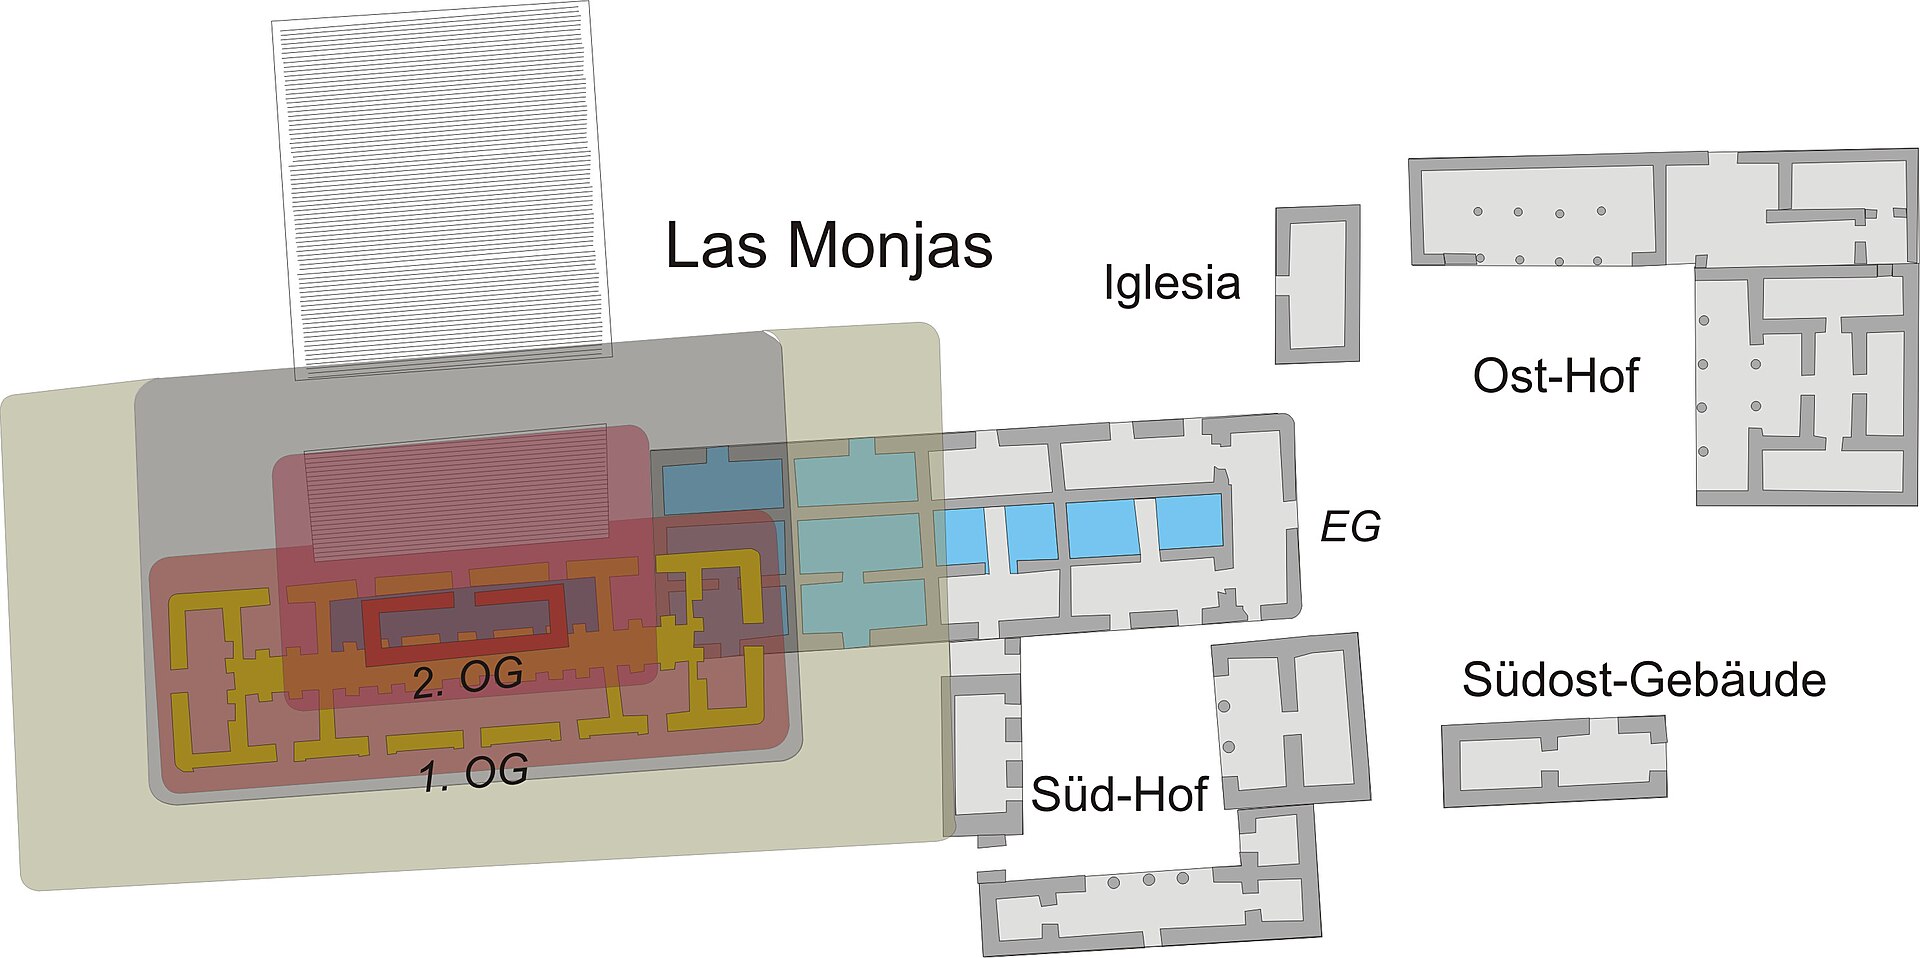 Las Monjas
Iglesia
Ost-Hof
EG
2. OG
Südost-Gebäude
1. OG
Süd-Hof